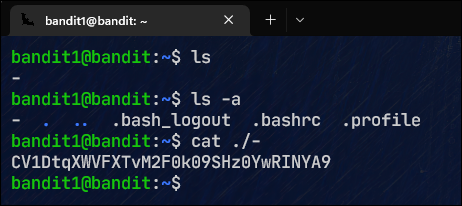 bandit1@bandit: ~
bandit1@bandit:~$ ls
-
bandit1@bandit:~$ ls -a
-  .  ..  .bash_logout  .bashrc  .profile
bandit1@bandit:~$ cat ./-
CV1DtqXWVFXTvM2F0k09SHz0YwRINYA9
bandit1@bandit:~$